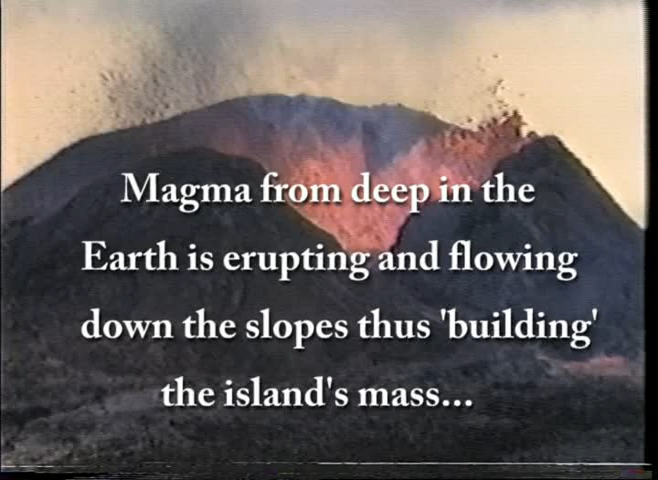 Magma from deep in the
Earth is erupting and flowing
down the slopes thus 'building'
the island's mass...